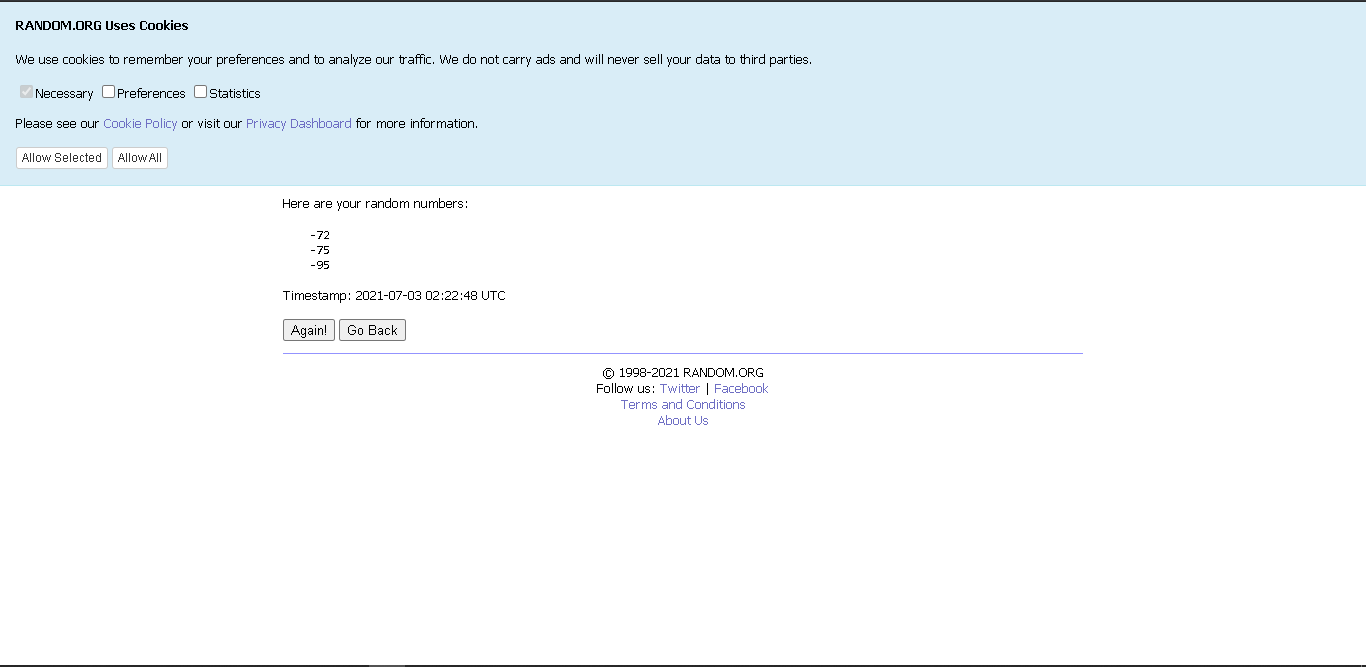 RANDOM.ORG Uses Cookies
We use cookies to remember your preferences and to analyze our traffic. We do not carry ads and will never sell your data to third parties.
Necessary Preferences Statistics
Please see our Cookie Policy or visit our Privacy Dashboard for more information.
Allow Selected Allow All
Here are your random numbers:
-72
-75
-95
Timestamp: 2021-07-03 02:22:48 UTC
Again! Go Back
© 1998-2021 RANDOM.ORG
Follow us: Twitter | Facebook
Terms and Conditions
About Us